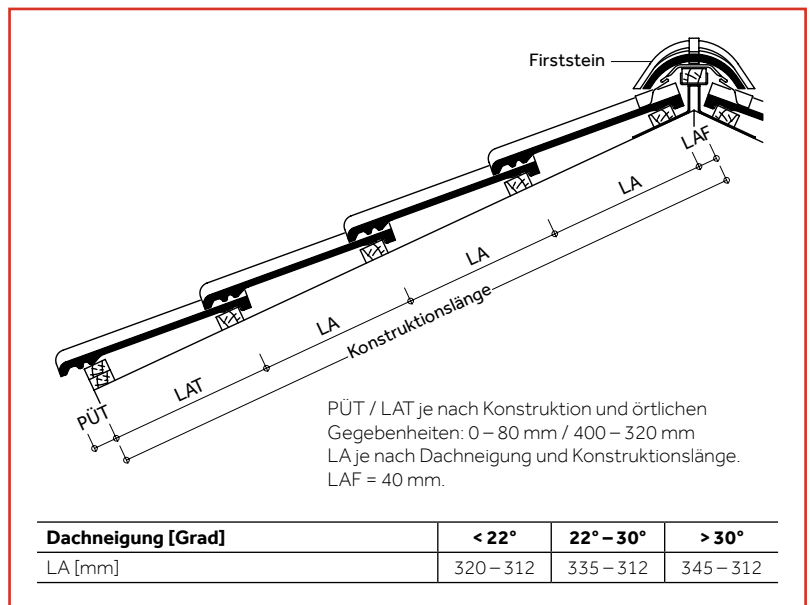 Firststein
LAF
LA
LA
LA
Konstruktionslänge
LAT
PÜT
PÜT / LAT je nach Konstruktion und örtlichen
Gegebenheiten: 0 – 80 mm / 400 – 320 mm
LA je nach Dachneigung und Konstruktionslänge.
LAF = 40 mm.
Dachneigung [Grad] < 22° 22° – 30° > 30°
LA [mm] 320 – 312 335 – 312 345 – 312